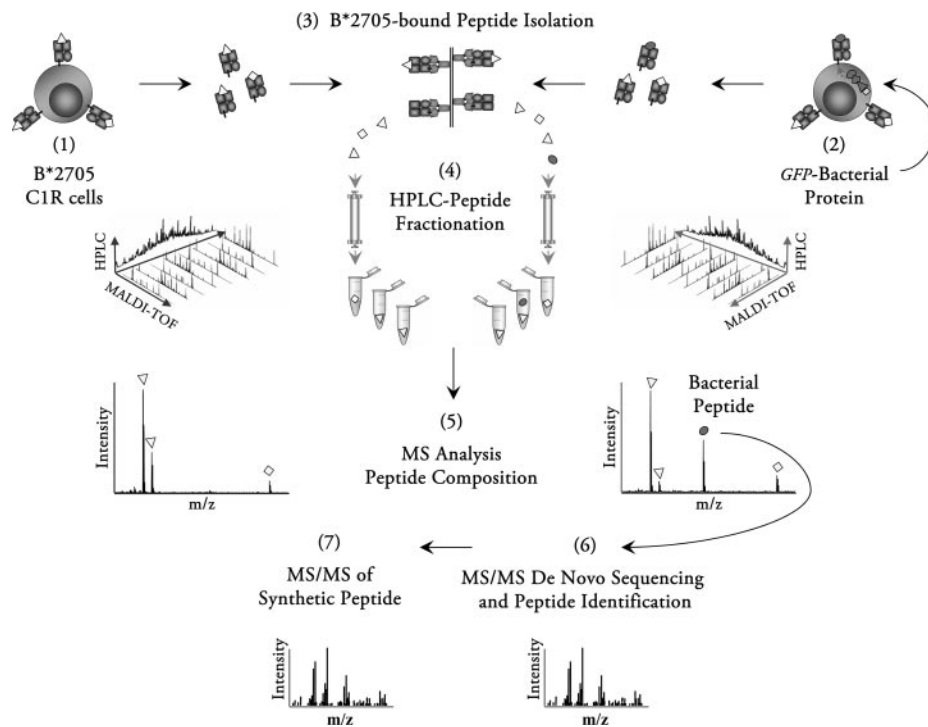 (3) B*2705-bound Peptide Isolation
(1)
B*2705
C1R cells
(2)
GFP-Bacterial
Protein
(4)
HPLC-Peptide
Fractionation
HPLC
MALDI-TOF
HPLC
MALDI-TOF
(5)
MS Analysis
Peptide Composition
Intensity
m/z
Bacterial
Peptide
Intensity
m/z
(7)
MS/MS of
Synthetic Peptide
(6)
MS/MS De Novo Sequencing
and Peptide Identification
Intensity
m/z
Intensity
m/z